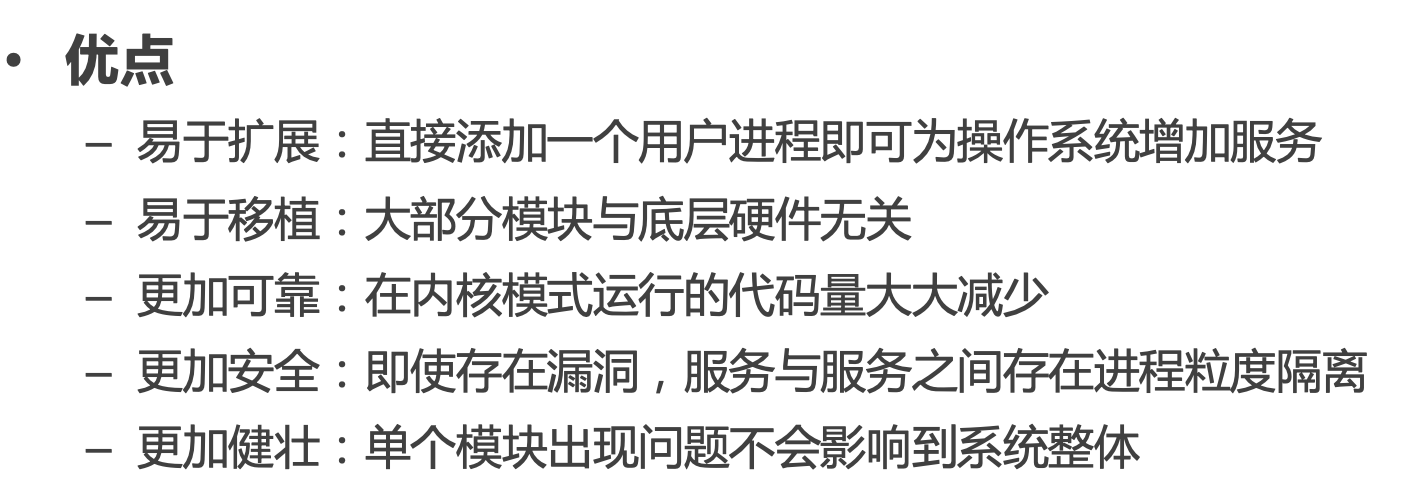 • 优点
– 易于扩展：直接添加一个用户进程即可为操作系统增加服务
– 易于移植：大部分模块与底层硬件无关
– 更加可靠：在内核模式运行的代码量大大减少
– 更加安全：即使存在漏洞，服务与服务之间存在进程粒度隔离
– 更加健壮：单个模块出现问题不会影响到系统整体